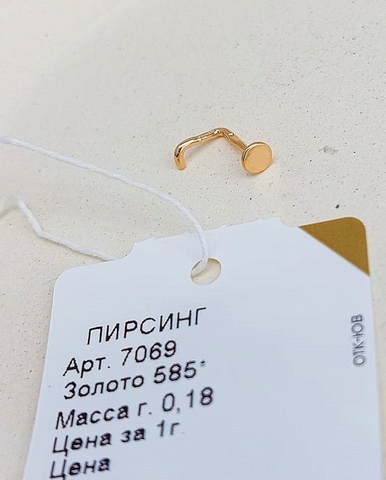 ПИРСИНГ
Арт. 7069
Золото 585*
Масса г. 0,18
Цена за 1г.
Цена
ОТК-ЮВ